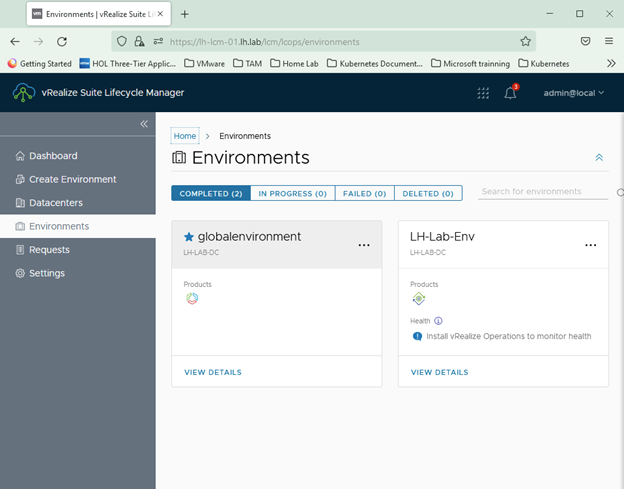 vm Environments | vRealize Suite Life
https://lh-lcm-01.lh.lab/lcm/lcops/environments
Getting Started HOL Three-Tier Applic... VMware TAM Home Lab Kubernetes Document... Microsoft trainning Kubernetes
vRealize Suite Lifecycle Manager
3
admin@local
Home > Environments
Environments
Dashboard
Create Environment
Datacenters
Environments
Requests
Settings
COMPLETED (2) IN PROGRESS (0) FAILED (0) DELETED (0) Search for environments
globalenvironment
LH-LAB-DC
Products
VIEW DETAILS
LH-Lab-Env
LH-LAB-DC
Products
Health
Install vRealize Operations to monitor health
VIEW DETAILS